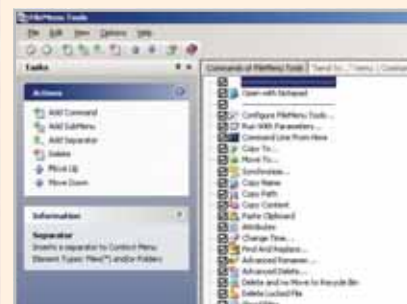 FileMenu Tools
File Edit View Options Help
Tasks
Actions
Add Command
Add SubMenu
Add Separator
Delete
Move Up
Move Down
Information
Separator
Inserts a separator to Context Menu
Element Types: Files(*) and/or Folders
Commands of FileMenu Tools
Send to... menu
Open with Notepad
Configure FileMenu Tools...
Run With Parameters...
Command Line From Here
Copy To...
Move To...
Synchronize...
Copy Name
Copy Path
Copy Content
Paste Clipboard
Attributes
Change Time...
Find And Replace...
Advanced Renamer...
Advanced Delete...
Delete and no Move to Recycle Bin
Delete Locked File